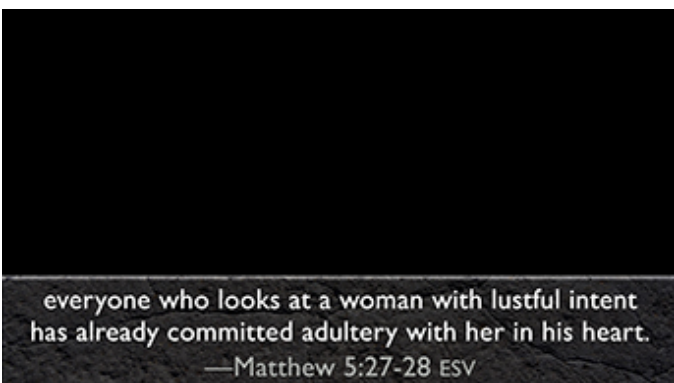 everyone who looks at a woman with lustful intent
has already committed adultery with her in his heart.
—Matthew 5:27-28 ESV